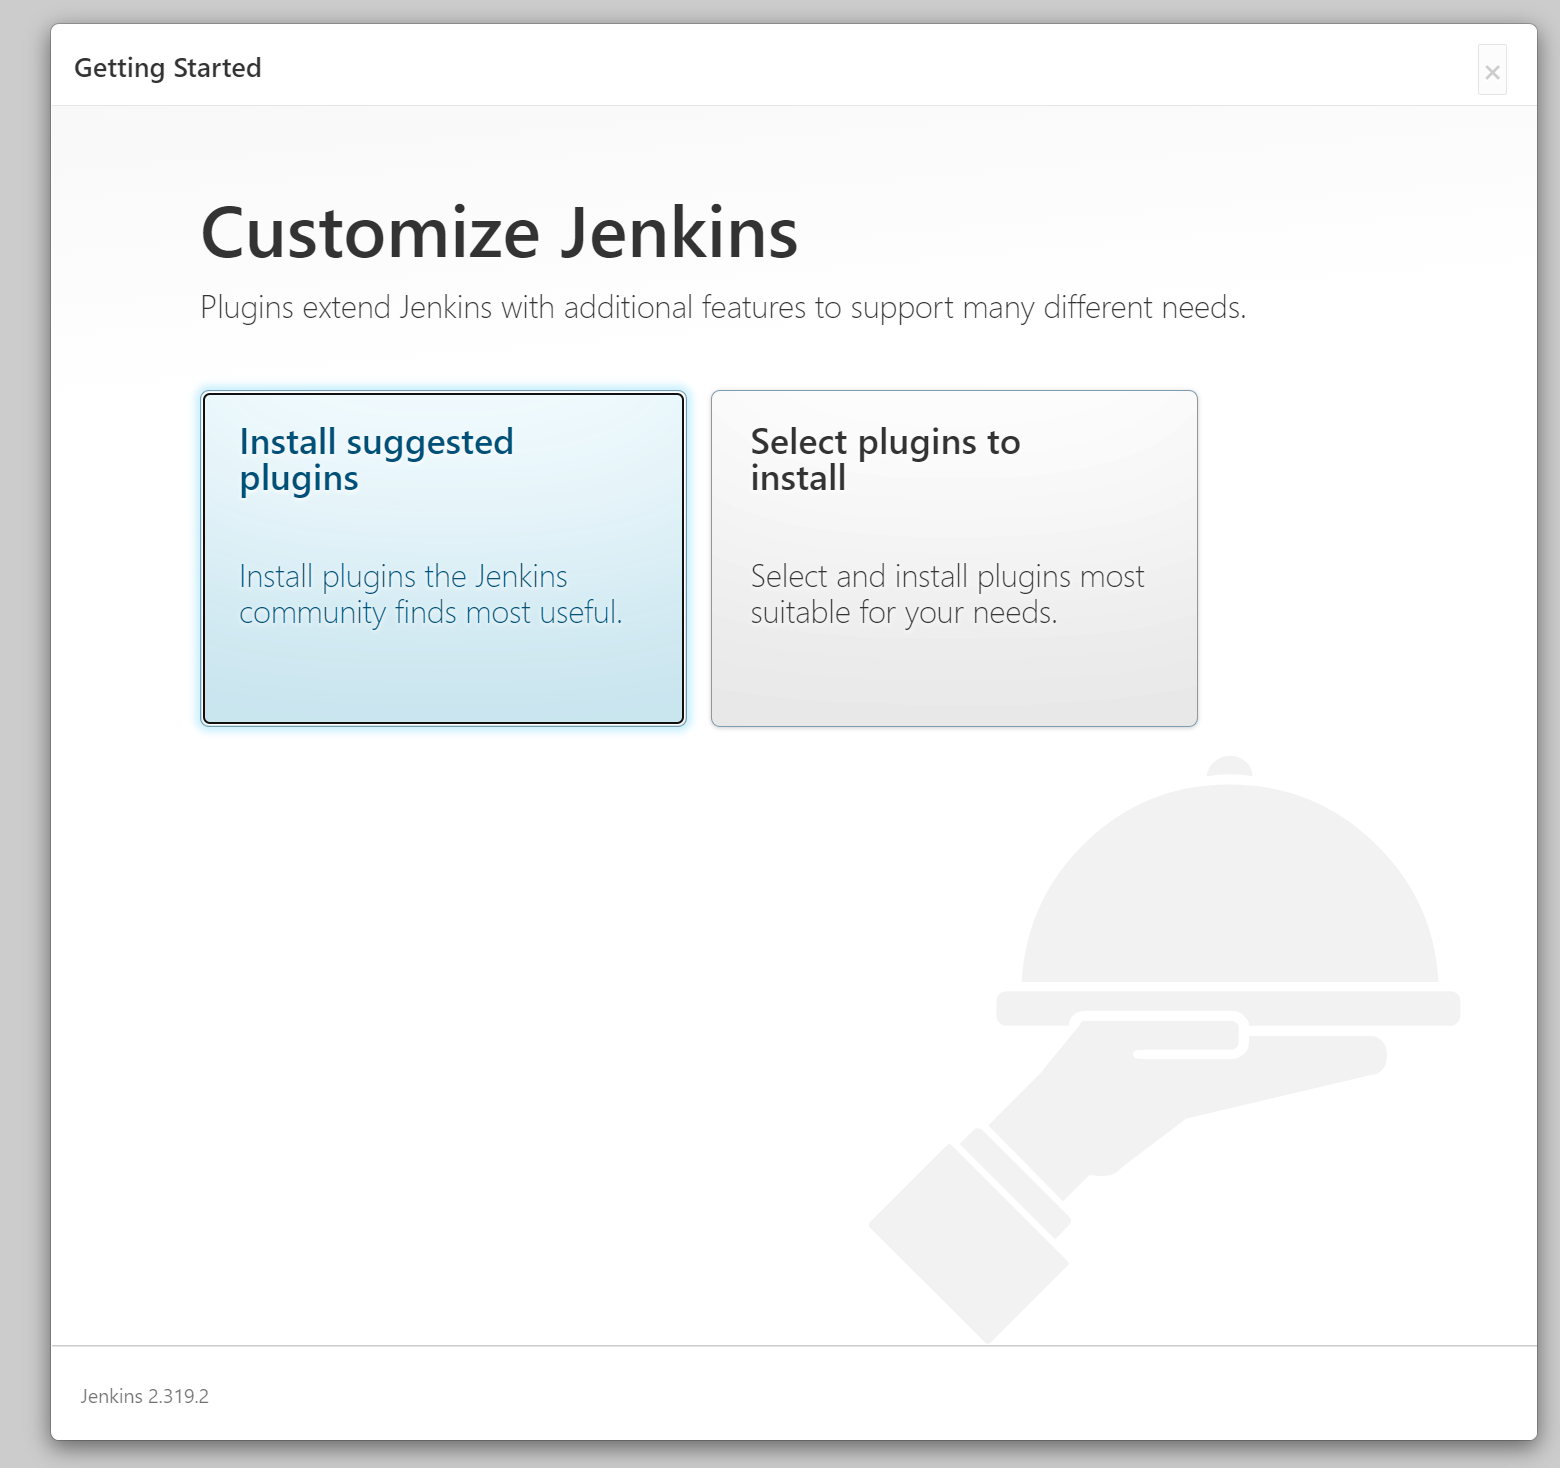 Getting Started
×
Customize Jenkins
Plugins extend Jenkins with additional features to support many different needs.
Install suggested
plugins
Install plugins the Jenkins
community finds most useful.
Select plugins to
install
Select and install plugins most
suitable for your needs.
Jenkins 2.319.2